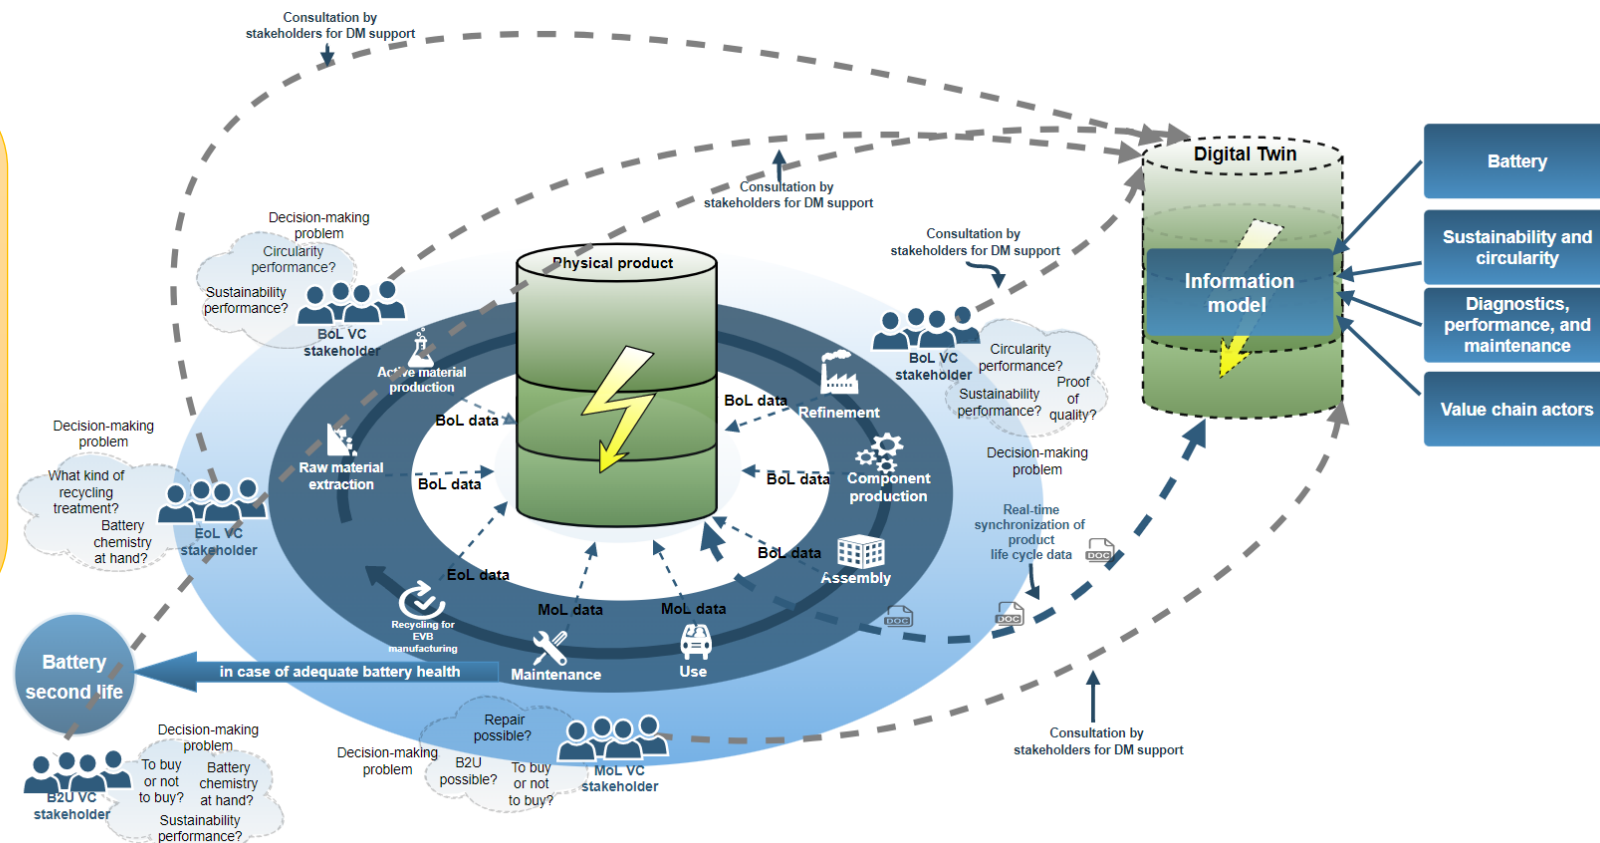 Consultation by
stakeholders for DM support
Digital Twin
Battery
Consultation by
stakeholders for DM support
Decision-making
problem
Circularity
performance?
Sustainability
performance?
BoL VC
stakeholder
Physical product
Consultation by
stakeholders for DM support
Sustainability and
circularity
Information
model
Diagnostics,
performance, and
maintenance
Value chain actors
BoL VC
stakeholder
Circularity
performance?
Sustainability
performance?
Proof
of
quality?
Decision-making
problem
Active material
production
BoL data
BoL data
Refinement
Raw material
extraction
BoL data
BoL data
Component
production
Decision-making
problem
What kind of
recycling
treatment?
Battery
chemistry
at hand?
EoL VC
stakeholder
Real-time
synchronization of
product
life cycle data
DOC
BoL data
Assembly
EoL data
MoL data
MoL data
DOC
DOC
Recycling for
EVB
manufacturing
Maintenance
Use
Battery
second life
in case of adequate battery health
Decision-making
problem
To buy
or not
to buy?
Battery
chemistry
at hand?
Sustainability
performance?
B2U VC
stakeholder
Decision-making
problem
Repair
possible?
B2U
possible?
To buy
or not
to buy?
MoL VC
stakeholder
Consultation by
stakeholders for DM support